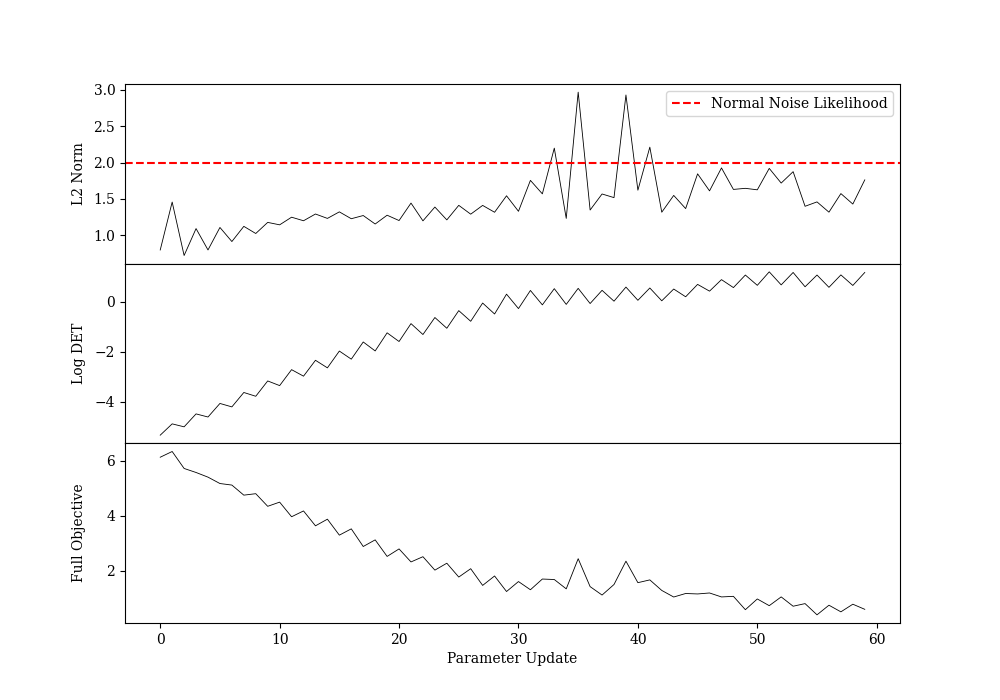 3.0
2.5
2.0
1.5
1.0
L2 Norm
Normal Noise Likelihood
0
−2
−4
Log DET
6
4
2
Full Objective
0 10 20 30 40 50 60
Parameter Update